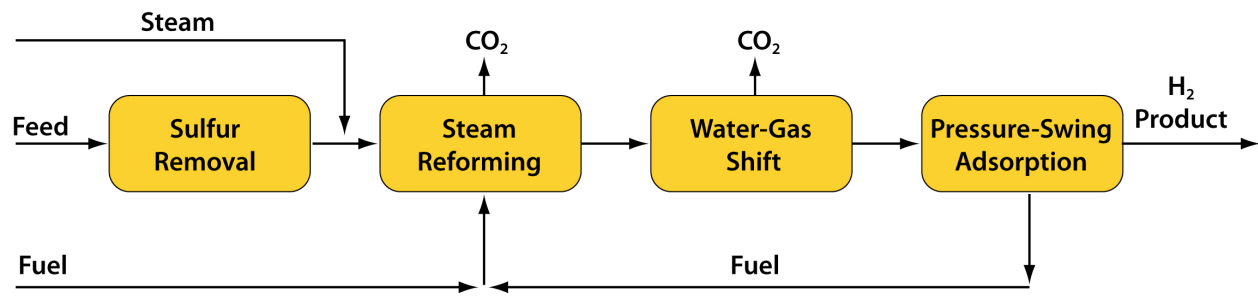 Steam
CO₂
CO₂
H₂
Product
Feed
Sulfur
Removal
Steam
Reforming
Water-Gas
Shift
Pressure-Swing
Adsorption
Fuel
Fuel